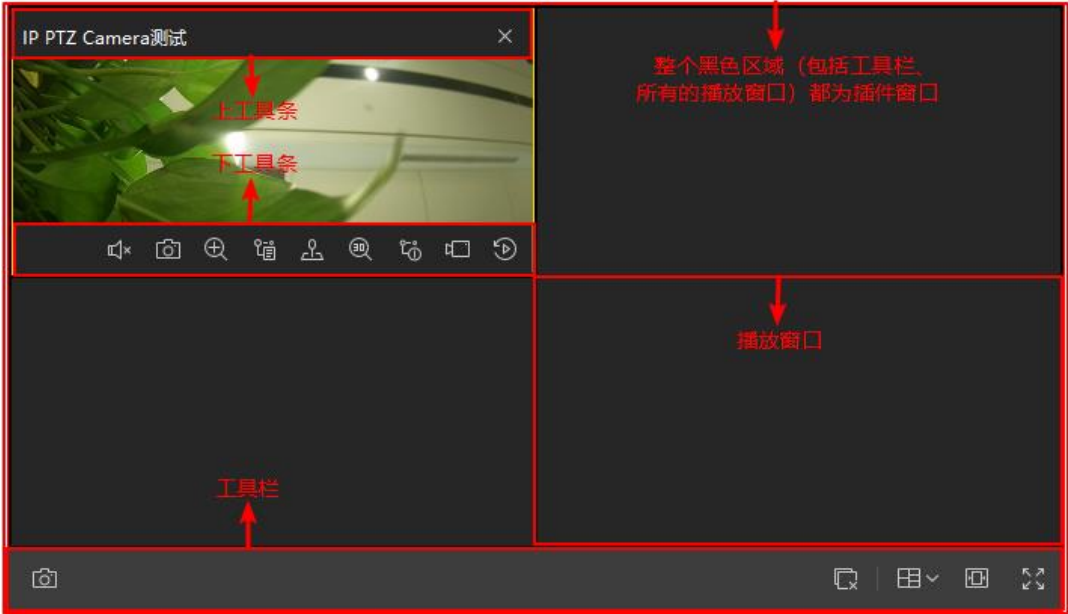 IP PTZ Camera测试
整个黑色区域（包括工具栏、
所有的播放窗口）都为插件窗口
上工具条
下工具条
3D
播放窗口
工具栏